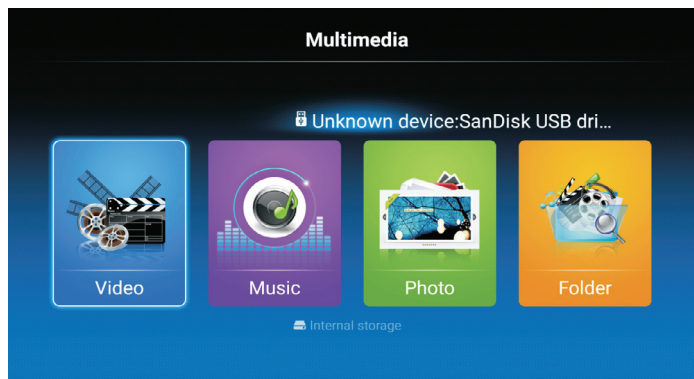 Multimedia
Unknown device:SanDisk USB dri...
Video
Music
Photo
Folder
Internal storage